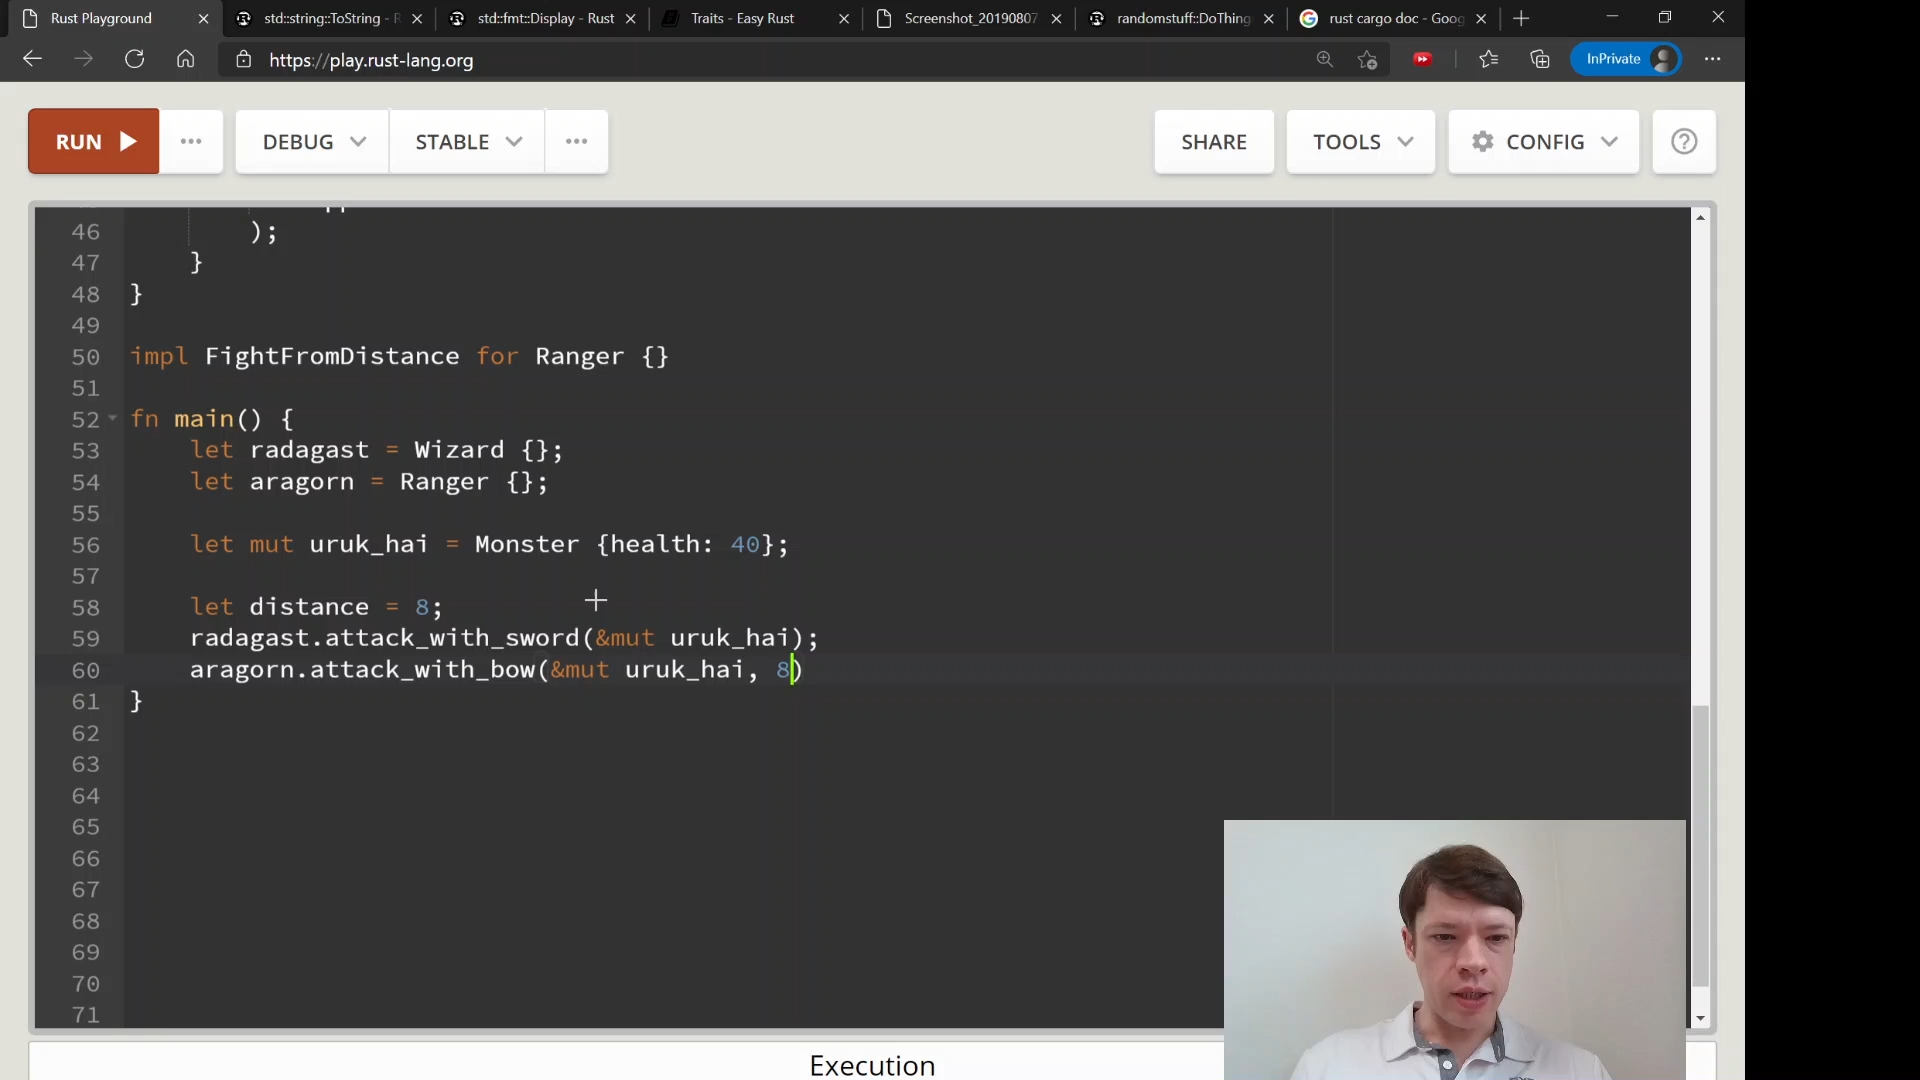 Rust Playground
std::string::ToString - R
std::fmt::Display - Rust
Traits - Easy Rust
Screenshot_20190807
randomstuff::DoThing
rust cargo doc - Goog
https://play.rust-lang.org
InPrivate
RUN
DEBUG
STABLE
SHARE
TOOLS
CONFIG
46 );
47 }
48 }
49
50 impl FightFromDistance for Ranger {}
51
52 fn main() {
53 let radagast = Wizard {};
54 let aragorn = Ranger {};
55
56 let mut uruk_hai = Monster {health: 40};
57
58 let distance = 8;
59 radagast.attack_with_sword(&mut uruk_hai);
60 aragorn.attack_with_bow(&mut uruk_hai, 8)
61 }
62
63
64
65
66
67
68
69
70
71
Execution